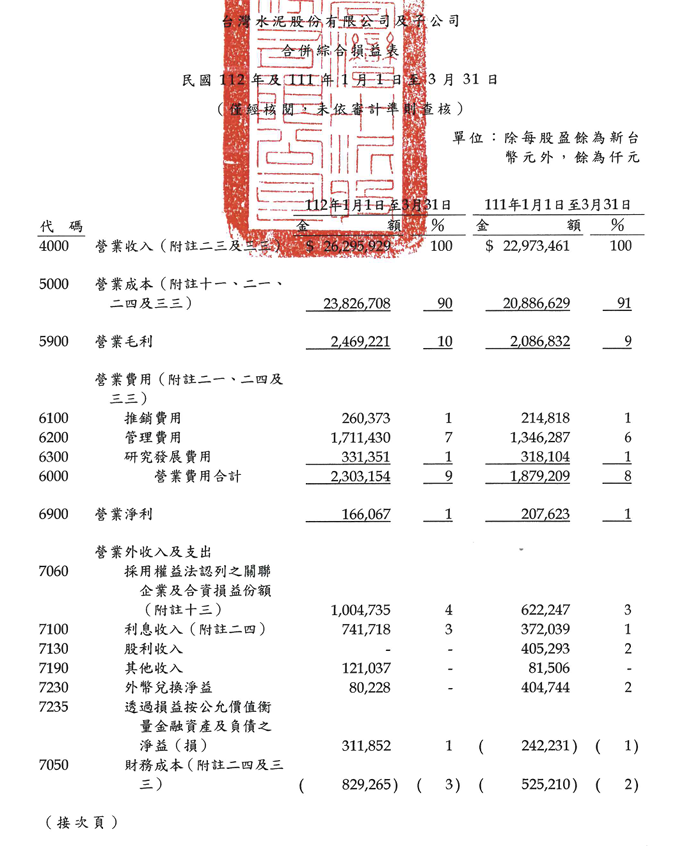 台灣水泥股份有限公司及子公司
合併綜合損益表
民國 112 年及 111 年 1 月 1 日至 3 月 31 日
（僅經核閱，未依審計準則查核）
單位：除每股盈餘為新台
幣元外，餘為仟元
112年1月1日至3月31日 111年1月1日至3月31日
代 碼 金 額 % 金 額 %
4000 營業收入（附註二三及三三） $ 26,295,929 100 $ 22,973,461 100
5000 營業成本（附註十一、二一、
二四及三三） 23,826,708 90 20,886,629 91
5900 營業毛利 2,469,221 10 2,086,832 9
營業費用（附註二一、二四及
三三）
6100 推銷費用 260,373 1 214,818 1
6200 管理費用 1,711,430 7 1,346,287 6
6300 研究發展費用 331,351 1 318,104 1
6000 營業費用合計 2,303,154 9 1,879,209 8
6900 營業淨利 166,067 1 207,623 1
營業外收入及支出
7060 採用權益法認列之關聯
企業及合資損益份額
（附註十三） 1,004,735 4 622,247 3
7100 利息收入（附註二四） 741,718 3 372,039 1
7130 股利收入 - - 405,293 2
7190 其他收入 121,037 - 81,506 -
7230 外幣兌換淨益 80,228 - 404,744 2
7235 透過損益按公允價值衡
量金融資產及負債之
淨益（損） 311,852 1 ( 242,231) ( 1)
7050 財務成本（附註二四及三
三） ( 829,265) ( 3) ( 525,210) ( 2)
（接次頁）